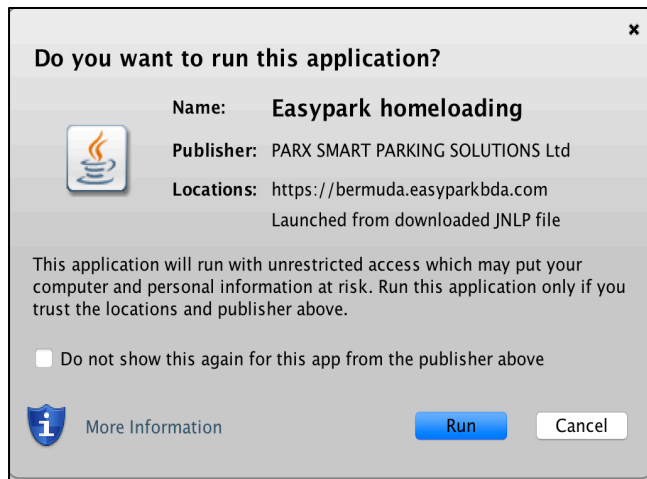 Do you want to run this application?
Name: Easypark homeloading
Publisher: PARX SMART PARKING SOLUTIONS Ltd
Locations: https://bermuda.easyparkbda.com
Launched from downloaded JNLP file
This application will run with unrestricted access which may put your
computer and personal information at risk. Run this application only if you
trust the locations and publisher above.
Do not show this again for this app from the publisher above
More Information
Run
Cancel